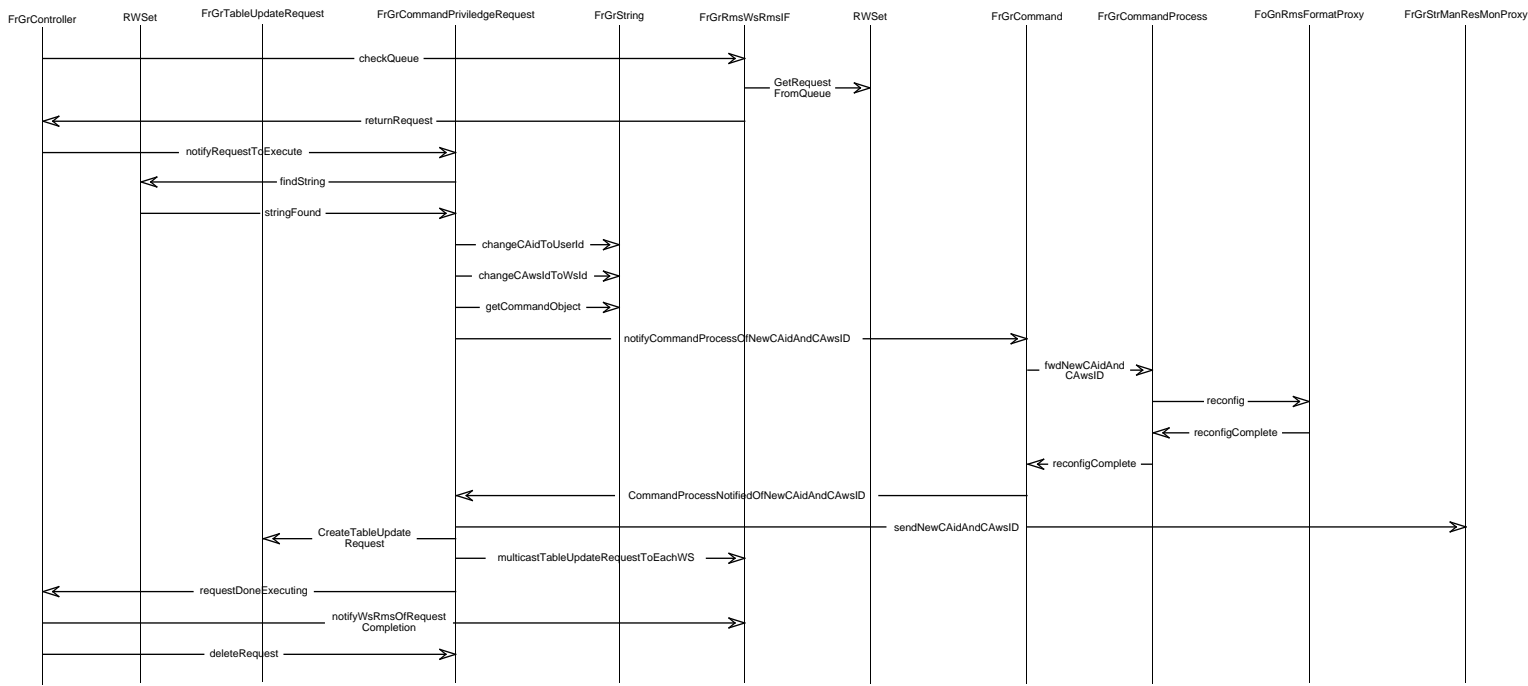 FrGrController
RWSet
FrGrTableUpdateRequest
FrGrCommandPriviledgeRequest
FrGrString
FrGrRmsWsRmsIF
RWSet
FrGrCommand
FrGrCommandProcess
FoGnRmsFormatProxy
FrGrStrManResMonProxy
checkQueue
GetRequest
FromQueue
returnRequest
notifyRequestToExecute
findString
stringFound
changeCAidToUserId
changeCAwsIdToWsId
getCommandObject
notifyCommandProcessOfNewCAidAndCAwsID
fwdNewCAidAnd
CAwsID
reconfig
reconfigComplete
reconfigComplete
CommandProcessNotifiedOfNewCAidAndCAwsID
sendNewCAidAndCAwsID
CreateTableUpdate
Request
multicastTableUpdateRequestToEachWS
requestDoneExecuting
notifyWsRmsOfRequest
Completion
deleteRequest